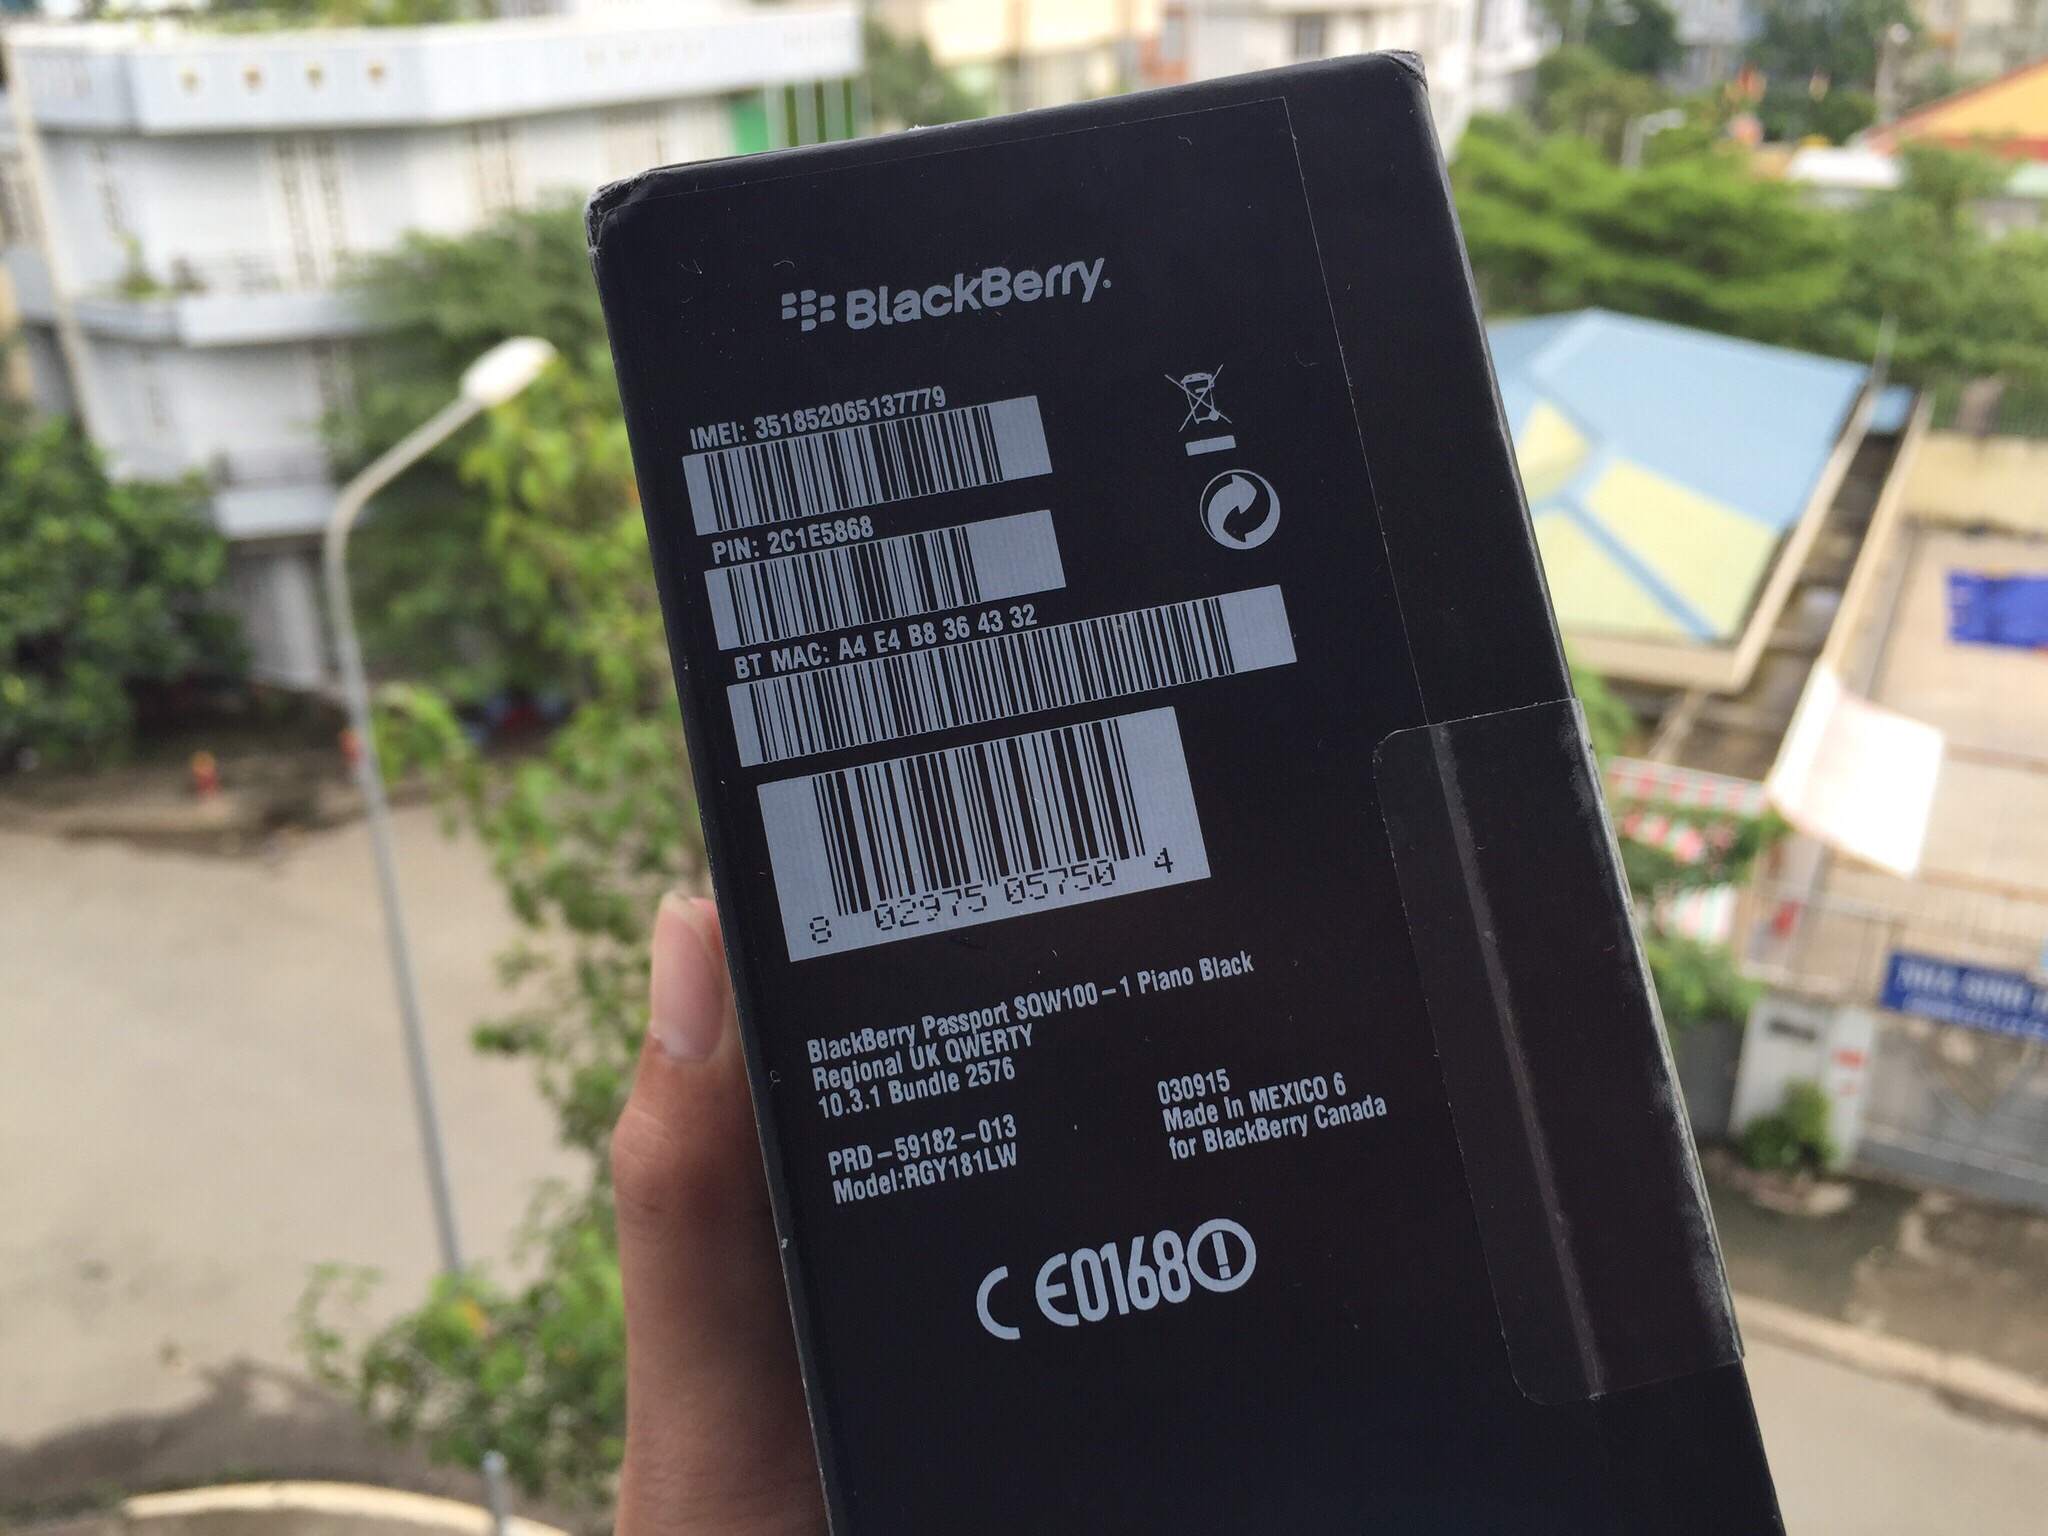 BlackBerry
IMEI: 351852065137779
PIN: 2C1E5868
BT MAC: A4 E4 B8 36 43 32
8 02975 05750 4
BlackBerry Passport SQW100-1 Piano Black
Regional UK QWERTY
10.3.1 Bundle 2576
PRD-59182-013
Model:RGY181LW
030915
Made in MEXICO 6
for BlackBerry Canada
CE0168